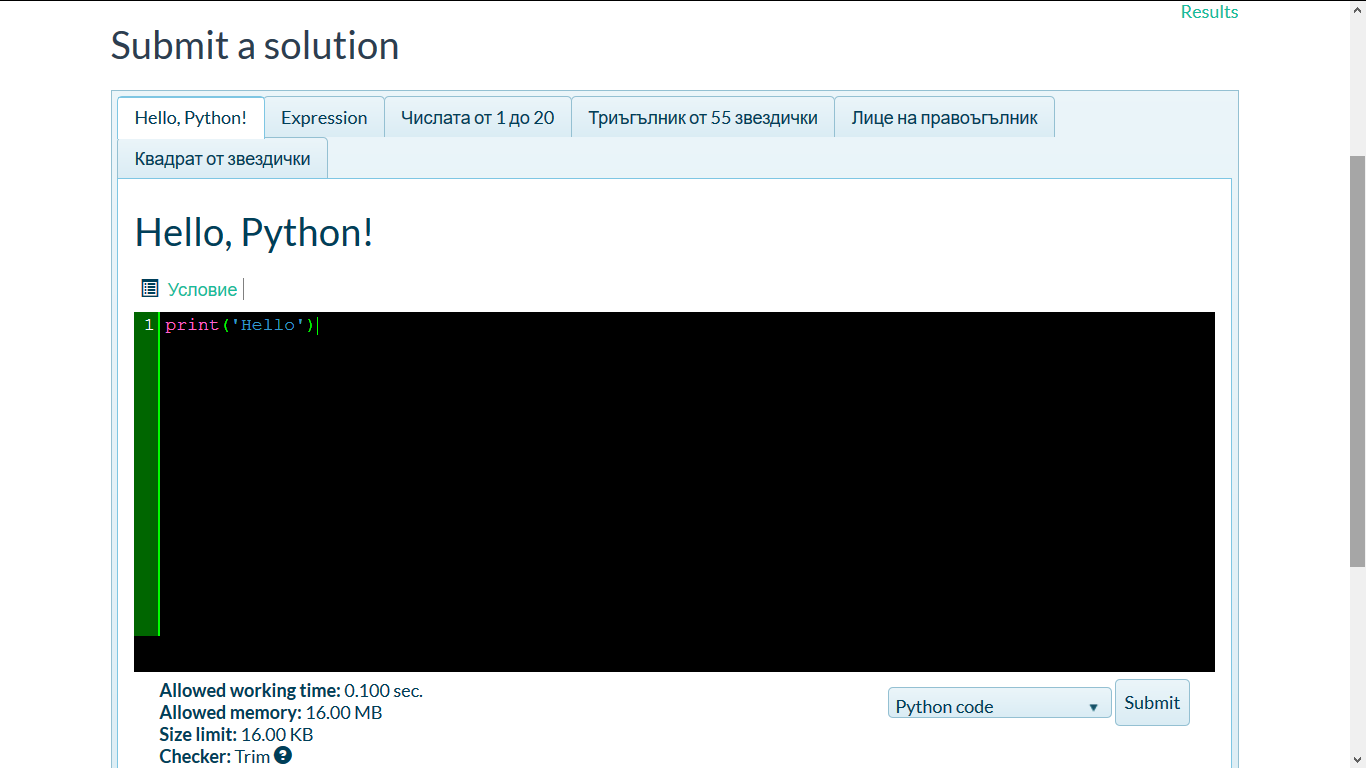 Results
Submit a solution
Hello, Python! Expression Числата от 1 до 20 Триъгълник от 55 звездички Лице на правоъгълник
Квадрат от звездички
Hello, Python!
Условие
1 print('Hello')
Allowed working time: 0.100 sec.
Allowed memory: 16.00 MB
Size limit: 16.00 KB
Checker: Trim ?
Python code ▼ Submit